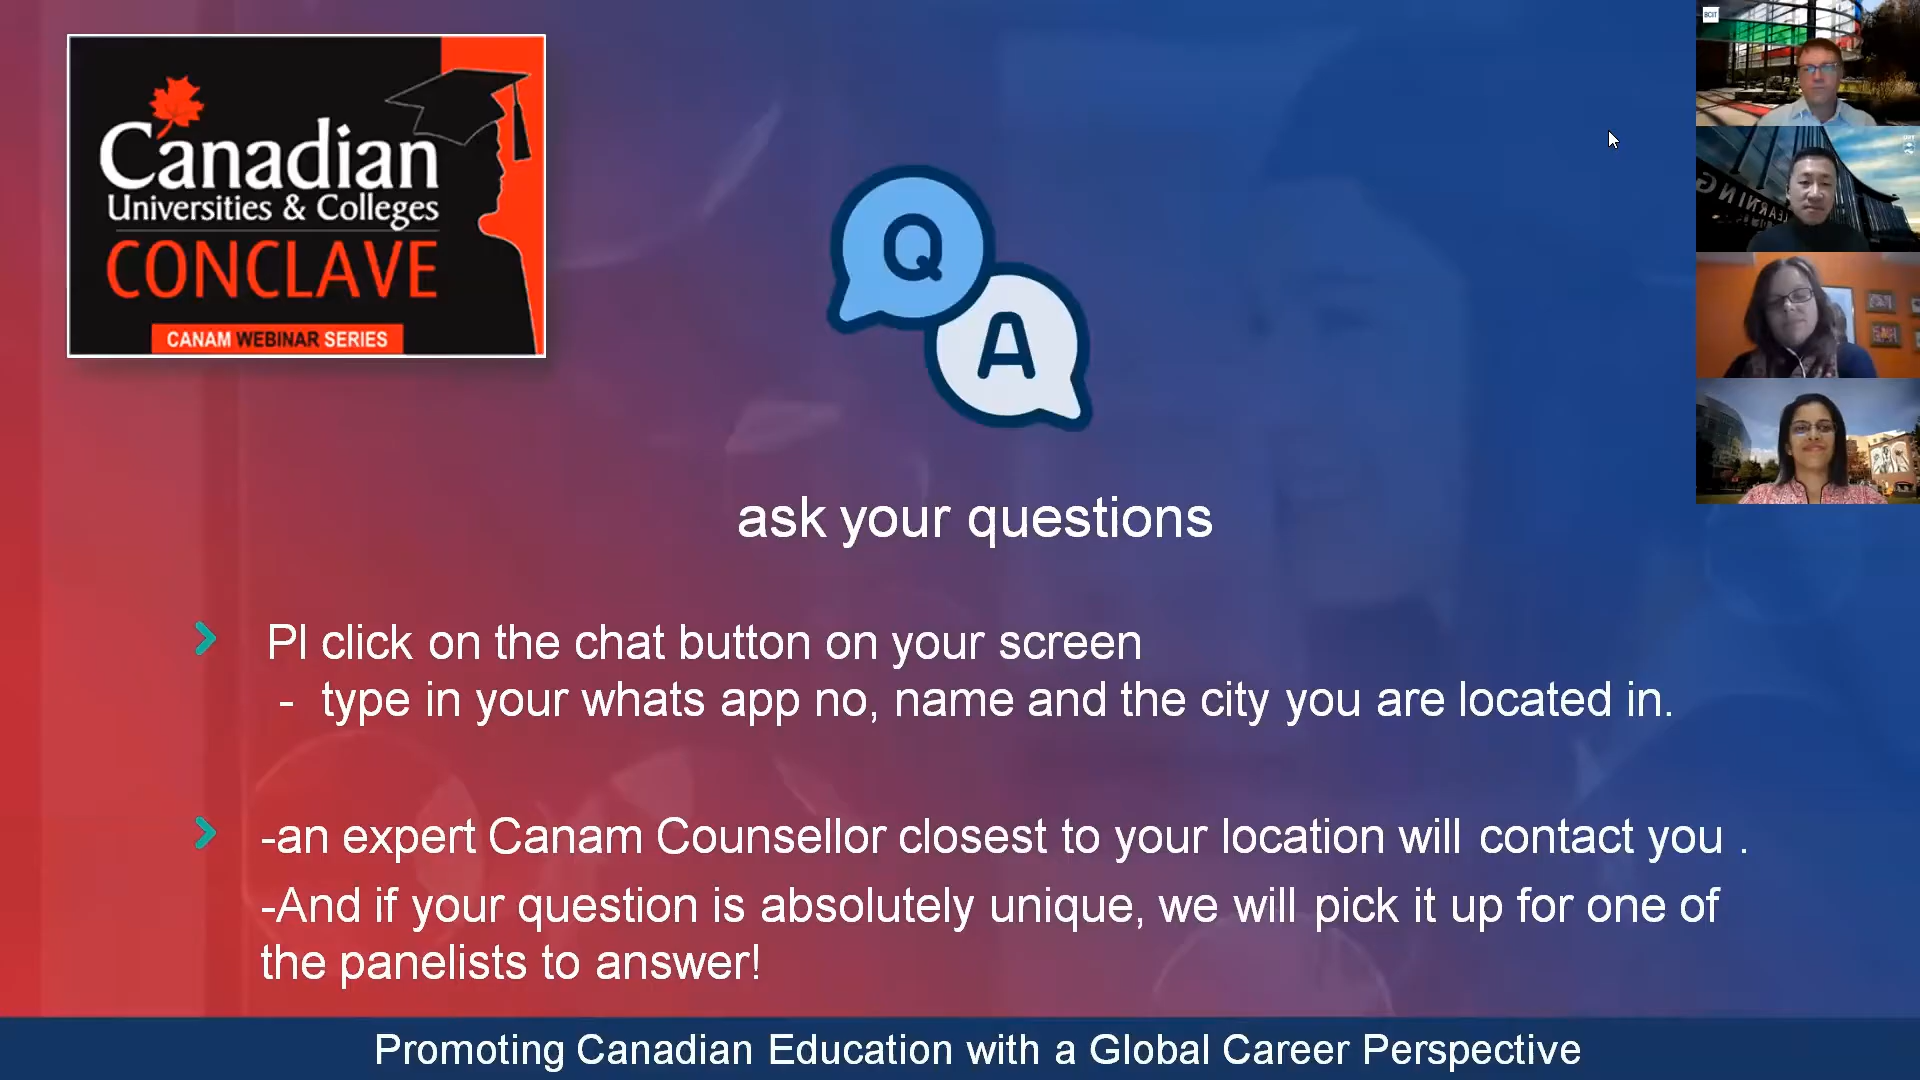 BCIT
Canadian
Universities & Colleges
CONCLAVE
CANAM WEBINAR SERIES
Q
A
LEARNING
ask your questions
Pl click on the chat button on your screen
- type in your whats app no, name and the city you are located in.
-an expert Canam Counsellor closest to your location will contact you .
-And if your question is absolutely unique, we will pick it up for one of
the panelists to answer!
Promoting Canadian Education with a Global Career Perspective